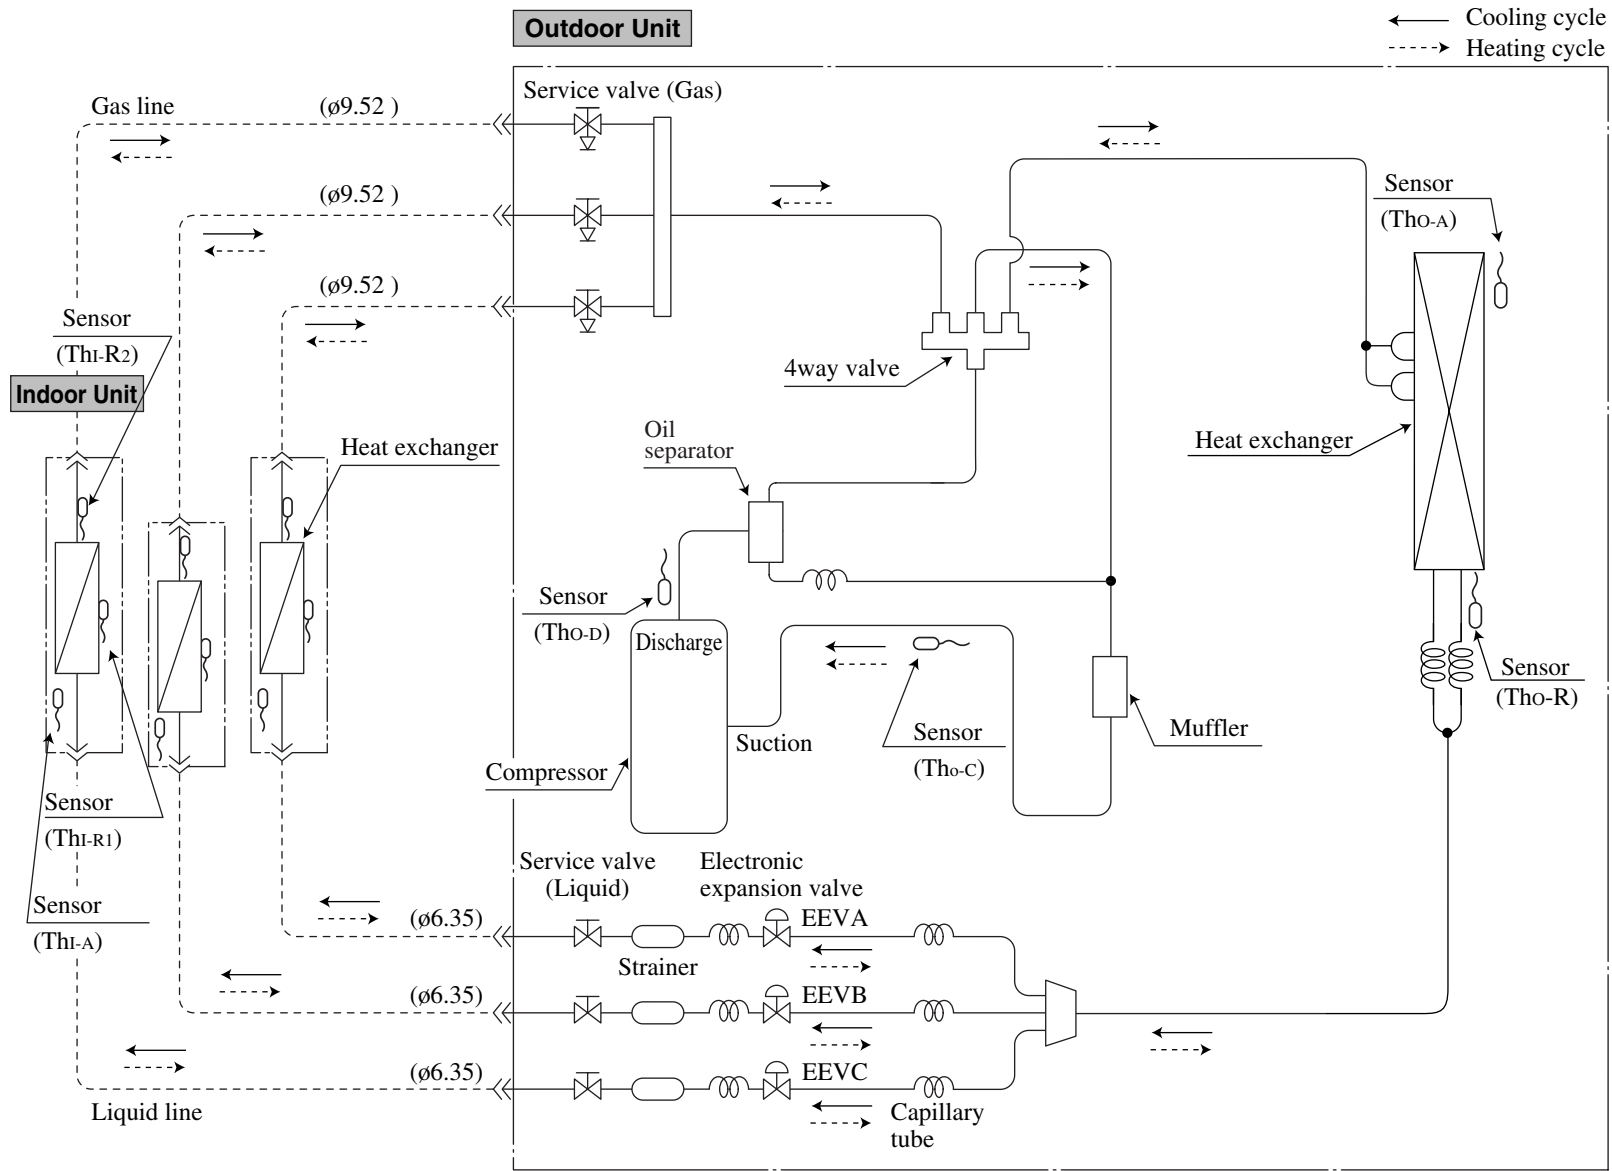 Outdoor Unit
Cooling cycle
Heating cycle
Service valve (Gas)
Gas line
(ø9.52 )
(ø9.52 )
(ø9.52 )
Sensor
(ThO-A)
Sensor
(ThI-R2)
Indoor Unit
4way valve
Oil
separator
Heat exchanger
Heat exchanger
Sensor
(ThO-D)
Discharge
Suction
Compressor
Sensor
(Tho-C)
Muffler
Sensor
(ThO-R)
Sensor
(ThI-R1)
Sensor
(ThI-A)
Service valve
(Liquid)
Electronic
expansion valve
(ø6.35)
EEVA
Strainer
(ø6.35)
EEVB
(ø6.35)
EEVC
Liquid line
Capillary
tube